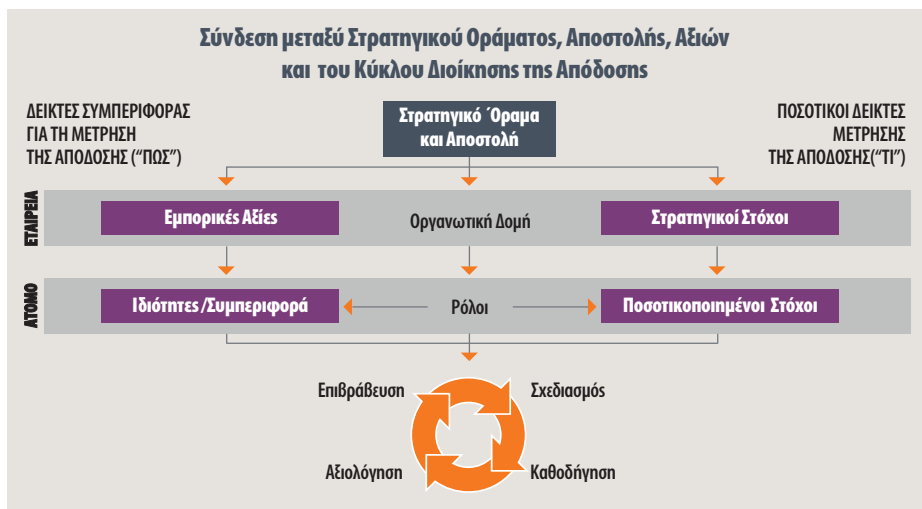 Σύνδεση μεταξύ Στρατηγικού Οράματος, Αποστολής, Αξιών
και του Κύκλου Διοίκησης της Απόδοσης
ΔΕΙΚΤΕΣ ΣΥΜΠΕΡΙΦΟΡΑΣ
ΓΙΑ ΤΗ ΜΕΤΡΗΣΗ
ΤΗΣ ΑΠΟΔΟΣΗΣ ("ΠΩΣ")
Στρατηγικό Όραμα
και Αποστολή
ΠΟΣΟΤΙΚΟΙ ΔΕΙΚΤΕΣ
ΜΕΤΡΗΣΗΣ
ΤΗΣ ΑΠΟΔΟΣΗΣ("ΤΙ")
ΕΤΑΙΡΕΙΑ
Εμπορικές Αξίες
Οργανωτική Δομή
Στρατηγικοί Στόχοι
ΑΤΟΜΟ
Ιδιότητες /Συμπεριφορά
Ρόλοι
Ποσοτικοποιημένοι Στόχοι
Επιβράβευση
Σχεδιασμός
Αξιολόγηση
Καθοδήγηση